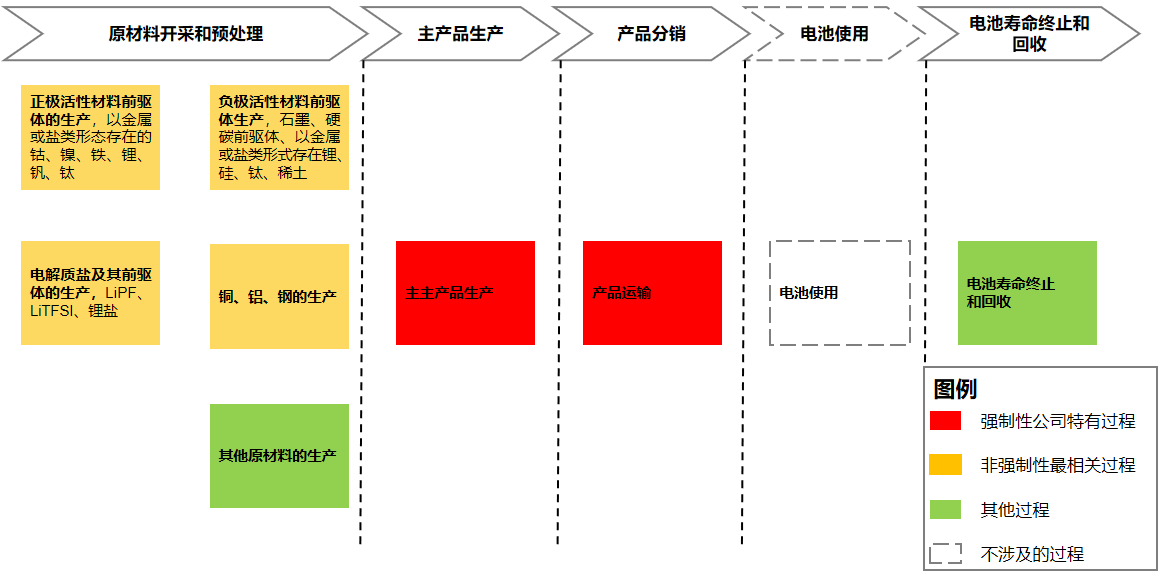 原材料开采和预处理
主产品生产
产品分销
电池使用
电池寿命终止和
回收
正极活性材料前驱
体的生产，以金属
或盐类形态存在的
钴、镍、铁、锂、
钒、钛
负极活性材料前驱
体生产，石墨、硬
碳前驱体、以金属
或盐类形式存在锂、
硅、钛、稀土
电解质盐及其前驱
体的生产，LiPF、
LiTFSI、锂盐
铜、铝、钢的生产
主主产品生产
产品运输
电池使用
电池寿命终止
和回收
其他原材料的生产
图例
强制性公司特有过程
非强制性最相关过程
其他过程
不涉及的过程